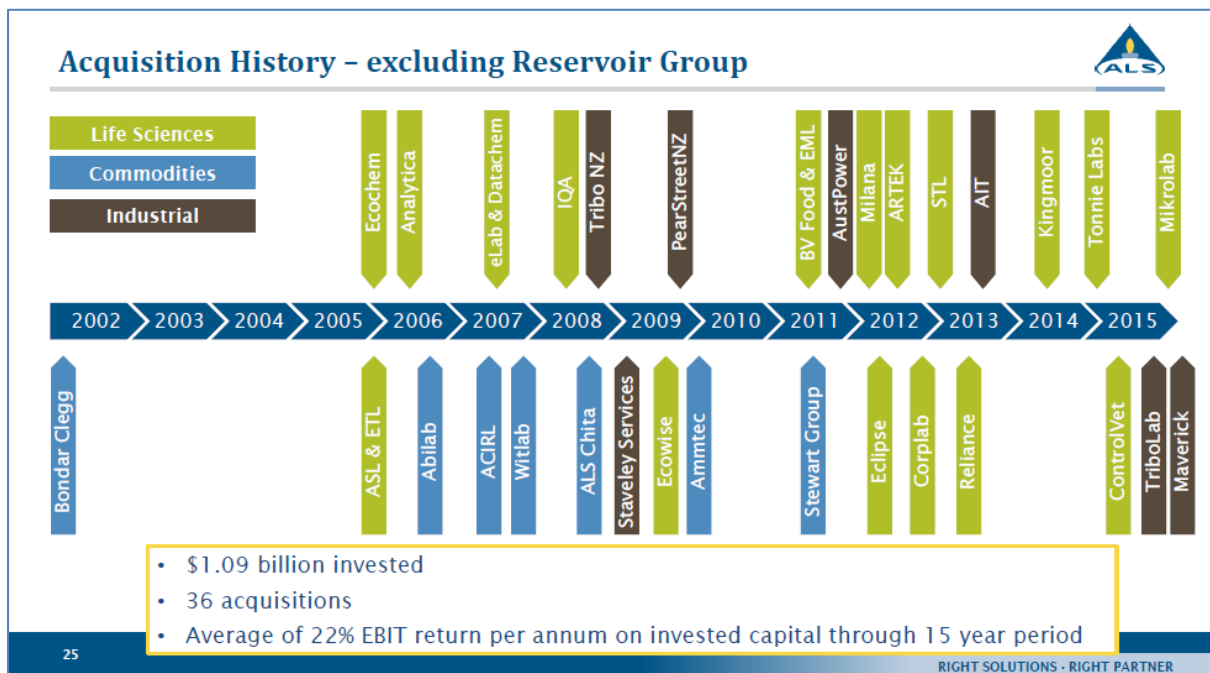 Acquisition History – excluding Reservoir Group
ALS
Life Sciences
Commodities
Industrial
Ecochem
Analytica
eLab & Datachem
IQA
Tribo NZ
PearStreetNZ
BV Food & EML
AustPower
Milana
ARTEK
STL
AIT
Kingmoor
Tonnie Labs
Mikrolab
2002 2003 2004 2005 2006 2007 2008 2009 2010 2011 2012 2013 2014 2015
Bondar Clegg
ASL & ETL
Abilab
ACIRL
Witlab
ALS Chita
Staveley Services
Ecowise
Ammtec
Stewart Group
Eclipse
Corplab
Reliance
ControlVet
TriboLab
Maverick
• $1.09 billion invested
• 36 acquisitions
• Average of 22% EBIT return per annum on invested capital through 15 year period
25
RIGHT SOLUTIONS · RIGHT PARTNER